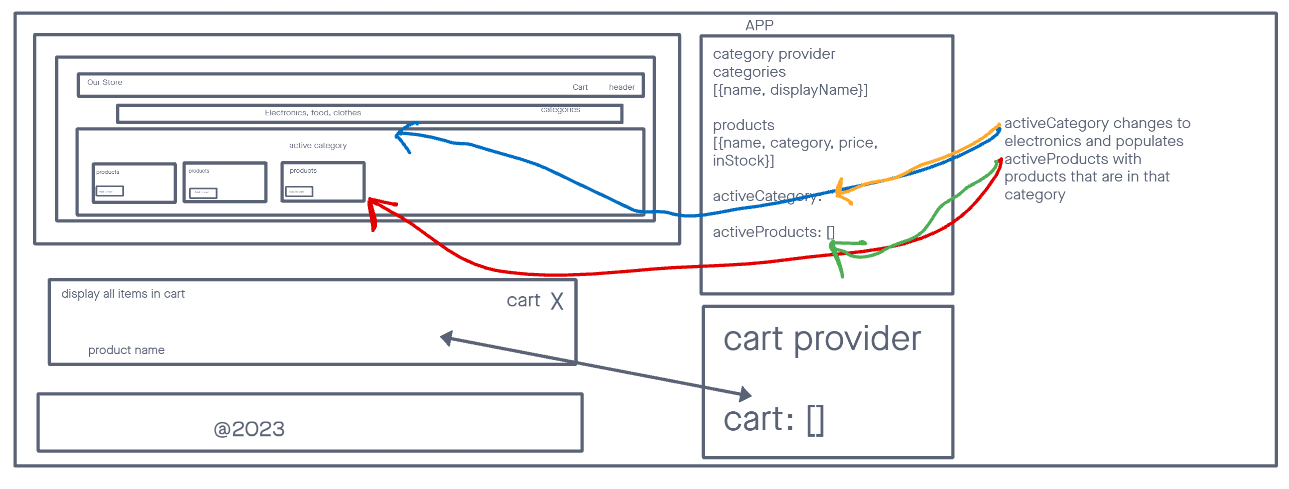 APP
Our Store
Cart header
Electronics, food, clothes categories
active category
products products products
category provider
categories
[{name, displayName}]
products
[{name, category, price,
inStock}]
activeCategory:
activeProducts: []
activeCategory changes to
electronics and populates
activeProducts with
products that are in that
category
display all items in cart
cart X
product name
cart provider
cart: []
@2023